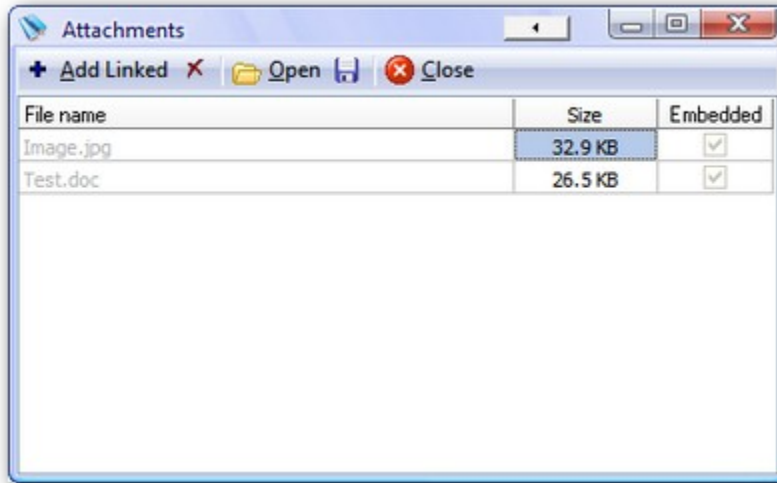 Attachments
Add Linked Open Close
File name Size Embedded
Image.jpg 32.9 KB
Test.doc 26.5 KB